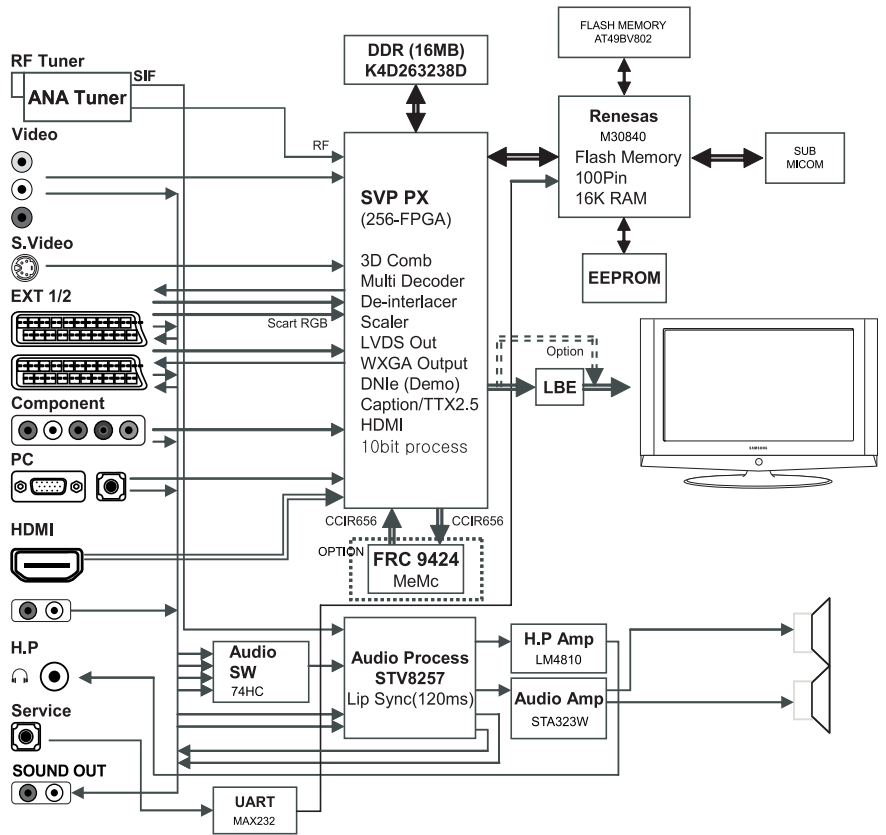 FLASH MEMORY
AT49BV802
DDR (16MB)
K4D263238D
RF Tuner
SIF
ANA Tuner
Video
RF
Renesas
M30840
Flash Memory
100Pin
16K RAM
SUB
MICOM
SVP PX
(256-FPGA)
3D Comb
Multi Decoder
De-interlacer
Scaler
LVDS Out
WXGA Output
DNIe (Demo)
Caption/TTX2.5
HDMI
10bit process
S.Video
EXT 1/2
EEPROM
Scart RGB
Option
LBE
Component
SAMSUNG
PC
CCIR656
CCIR656
HDMI
OPTION
FRC 9424
MeMc
H.P
Audio
SW
74HC
Audio Process
STV8257
Lip Sync(120ms)
H.P Amp
LM4810
Audio Amp
STA323W
Service
SOUND OUT
UART
MAX232